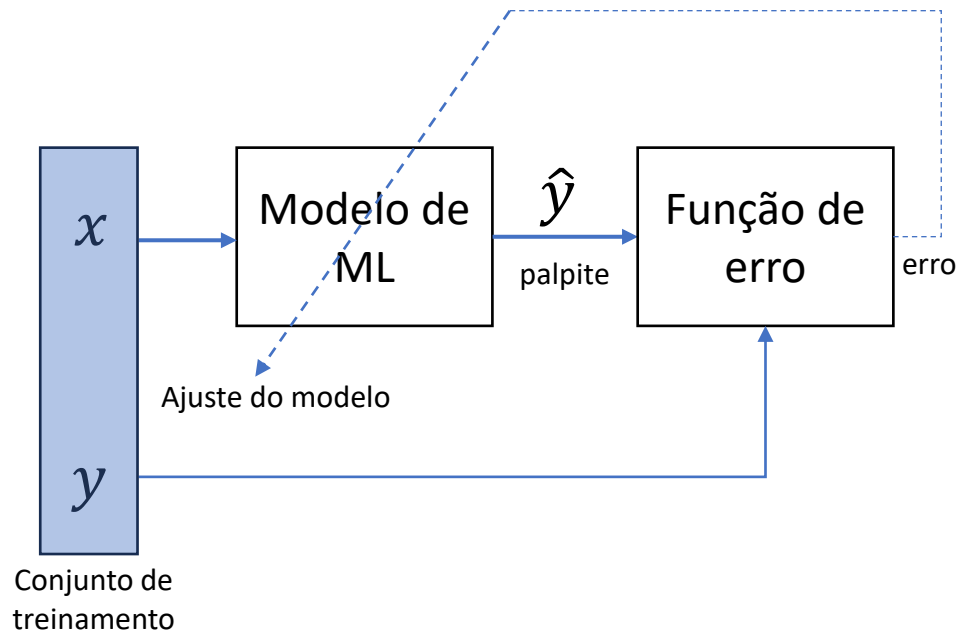 x
Modelo de
ML
ŷ
palpite
Função de
erro
erro
Ajuste do modelo
y
Conjunto de
treinamento